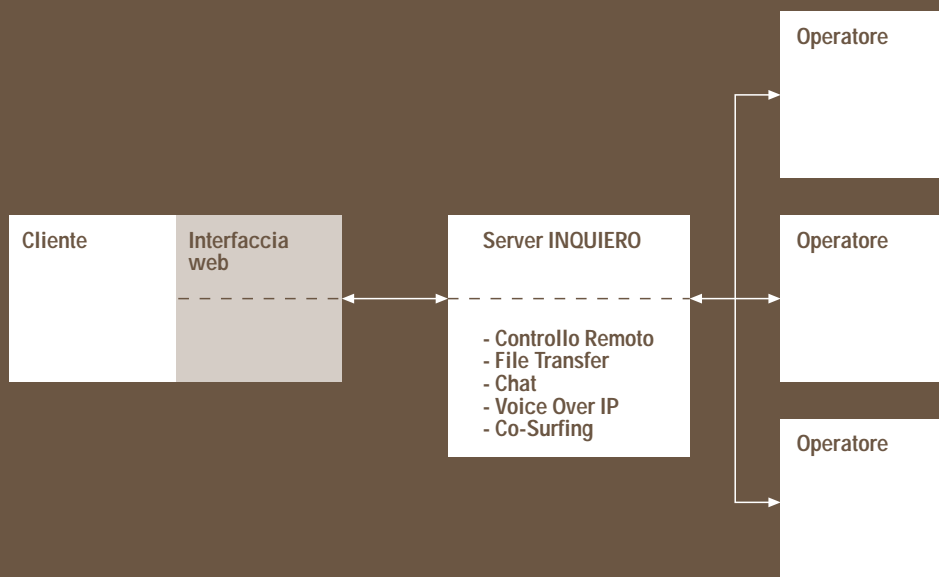 Operatore
Cliente
Interfaccia
web
Server INQUIERO
- Controllo Remoto
- File Transfer
- Chat
- Voice Over IP
- Co-Surfing
Operatore
Operatore